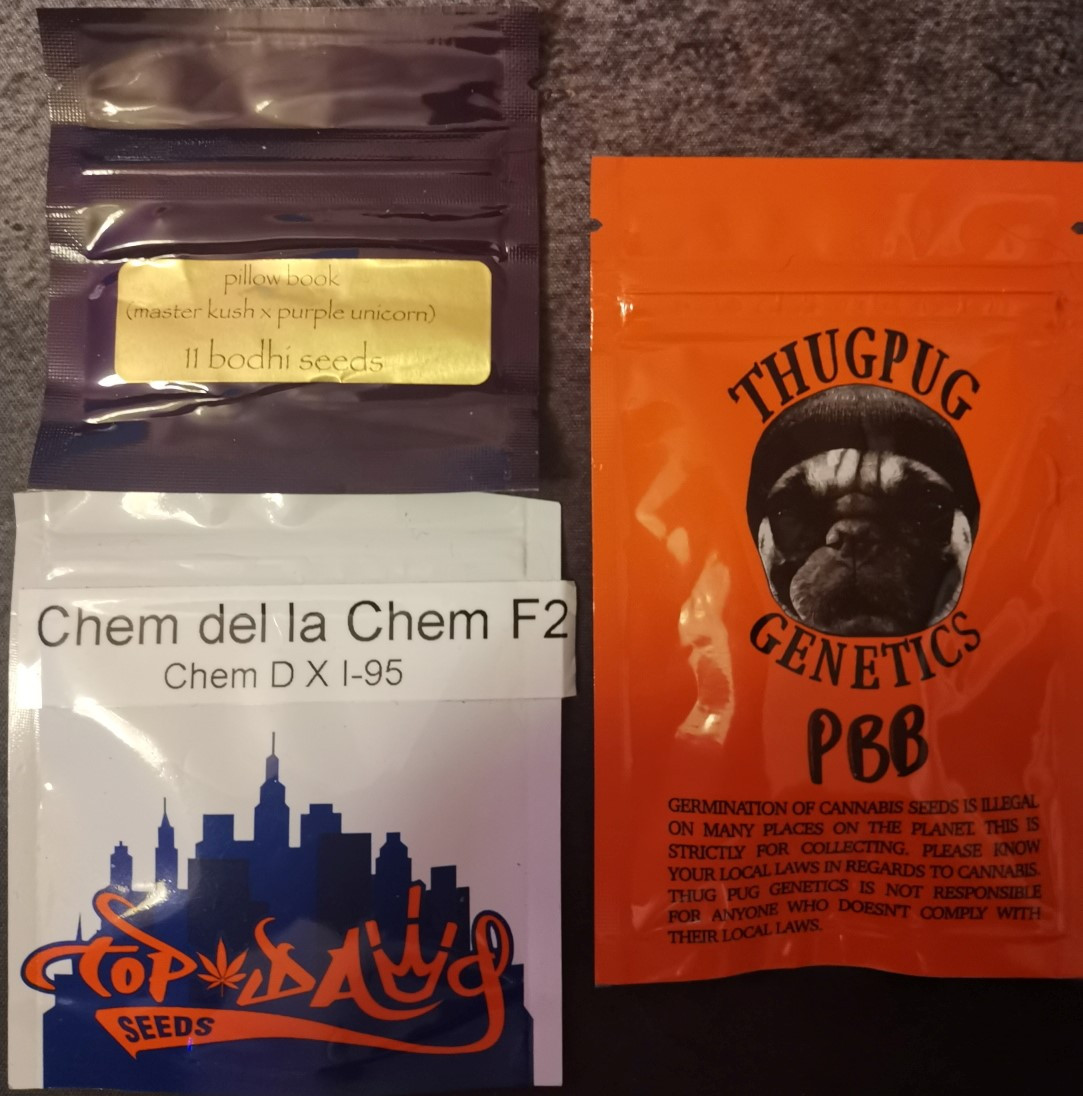 pillow book
(master kush x purple unicorn)
11 bodhi seeds
Chem del la Chem F2
Chem D X I-95
TOP DAWG
SEEDS
THUGPUG
GENETICS
PBB
GERMINATION OF CANNABIS SEEDS IS ILLEGAL
ON MANY PLACES ON THE PLANET. THIS IS
STRICTLY FOR COLLECTING. PLEASE KNOW
YOUR LOCAL LAWS IN REGARDS TO CANNABIS.
THUG PUG GENETICS IS NOT RESPONSIBLE
FOR ANYONE WHO DOESN'T COMPLY WITH
THEIR LOCAL LAWS.